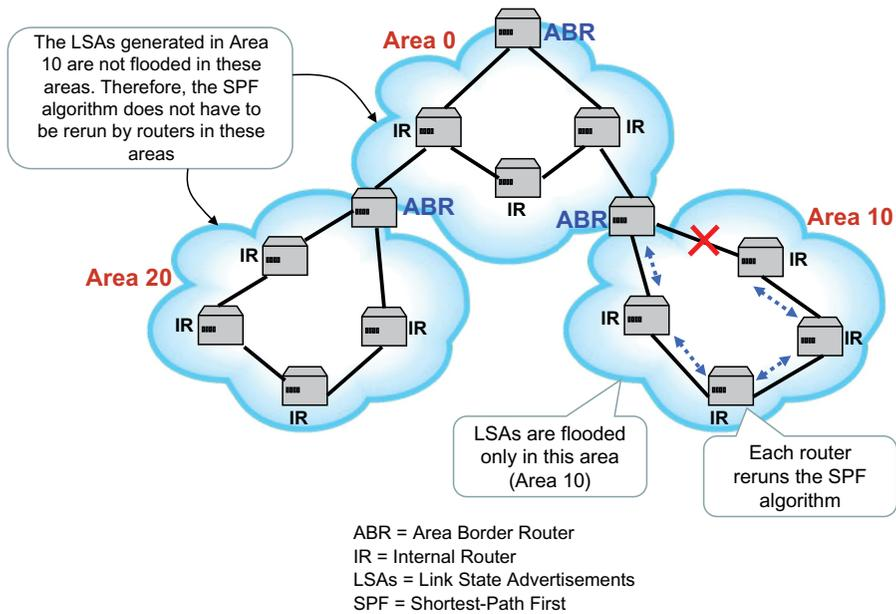 The LSAs generated in Area
10 are not flooded in these
areas. Therefore, the SPF
algorithm does not have to
be rerun by routers in these
areas
Area 0
ABR
IR
IR
IR
ABR
ABR
Area 10
Area 20
IR
IR
IR
IR
IR
IR
IR
IR
LSAs are flooded
only in this area
(Area 10)
Each router
reruns the SPF
algorithm
ABR = Area Border Router
IR = Internal Router
LSAs = Link State Advertisements
SPF = Shortest-Path First